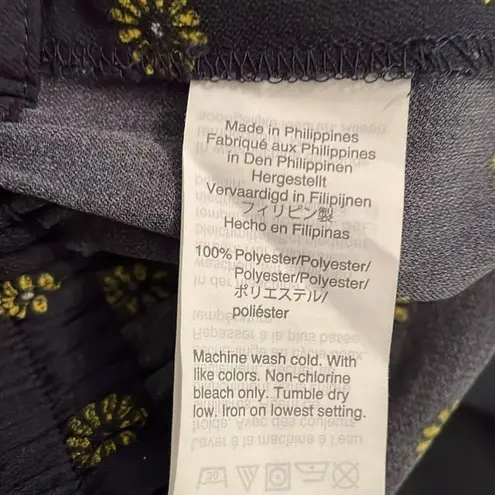 Made in Philippines
Fabriqué aux Philippines
in Den Philippinen
Hergestellt
Vervaardigd in Filipijnen
フィリピン製
Hecho en Filipinas
100% Polyester/Polyester/
Polyester/Polyester/
ポリエステル/
poliéster
Machine wash cold. With
like colors. Non-chlorine
bleach only. Tumble dry
low. Iron on lowest setting.